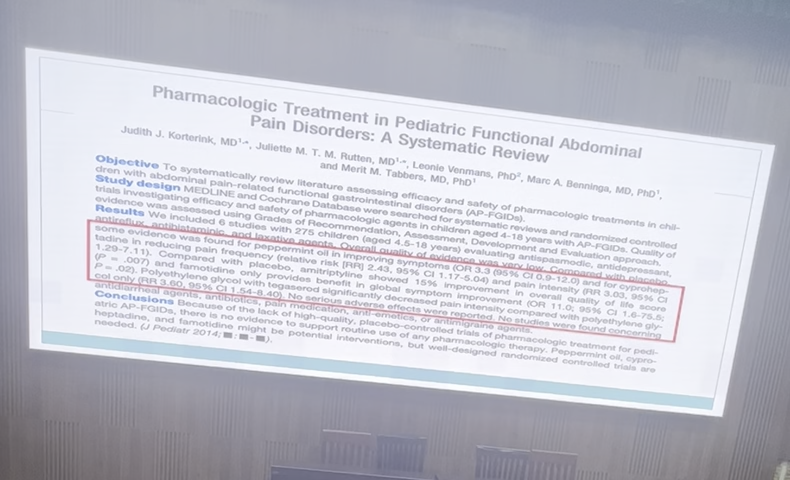 Pharmacologic Treatment in Pediatric Functional Abdominal
Pain Disorders: A Systematic Review
Judith J. Korterink, MD¹,*, Juliette M. T. M. Rutten, MD¹,*, Leonie Venmans, PhD², Marc A. Benninga, MD, PhD¹,
and Merit M. Tabbers, MD, PhD¹
Objective To systematically review literature assessing efficacy and safety of pharmacologic treatments in chil-
dren with abdominal pain-related functional gastrointestinal disorders (AP-FGIDs).
Study design MEDLINE and Cochrane Database were searched for systematic reviews and randomized controlled
trials investigating efficacy and safety of pharmacologic agents in children aged 4-18 years with AP-FGIDs. Quality of
evidence was assessed using Grades of Recommendation, Assessment, Development and Evaluation approach.
Results We included 6 studies with 275 children (aged 4.5-18 years) evaluating antispasmodic, antidepressant,
antireflux, antihistaminic, and laxative agents. Overall quality of evidence was very low. Compared with placebo,
some evidence was found for peppermint oil in improving symptoms (OR 3.3 (95% CI 0.9-12.0) and for cyprohep-
tadine in reducing pain frequency (relative risk [RR] 2.43, 95% CI 1.17-5.04) and pain intensity (RR 3.03, 95% CI
1.29-7.11). Compared with placebo, amitriptyline showed 15% improvement in overall quality of life score
(P = .007) and famotidine only provides benefit in global symptom improvement (OR 11.0; 95% CI 1.6-75.5;
P = .02). Polyethylene glycol with tegaserod significantly decreased pain intensity compared with polyethylene gly-
col only (RR 3.60, 95% CI 1.54-8.40). No serious adverse effects were reported. No studies were found concerning
antidiarrheal agents, antibiotics, pain medication, anti-emetics, or antimigraine agents.
Conclusions Because of the lack of high-quality, placebo-controlled trials of pharmacologic treatment for pedi-
atric AP-FGIDs, there is no evidence to support routine use of any pharmacologic therapy. Peppermint oil, cypro-
heptadine, and famotidine might be potential interventions, but well-designed randomized controlled trials are
needed. (J Pediatr 2014;■:■-■).